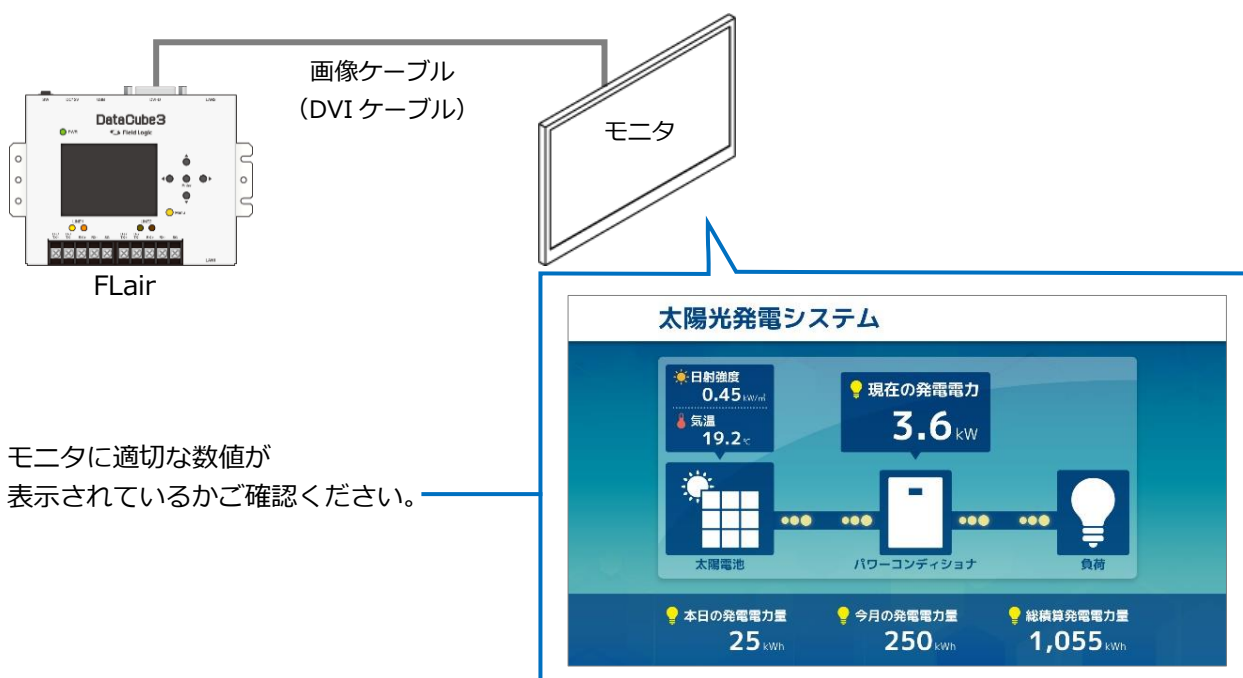 画像ケーブル
（DVI ケーブル）
モニタ
DataCube3
Field Logic
PWR
FLair
モニタに適切な数値が
表示されているかご確認ください。
太陽光発電システム
日射強度
0.45 kW/㎡
気温
19.2 ℃
現在の発電電力
3.6 kW
太陽電池
パワーコンディショナ
負荷
本日の発電電力量
25 kWh
今月の発電電力量
250 kWh
総積算発電電力量
1,055 kWh